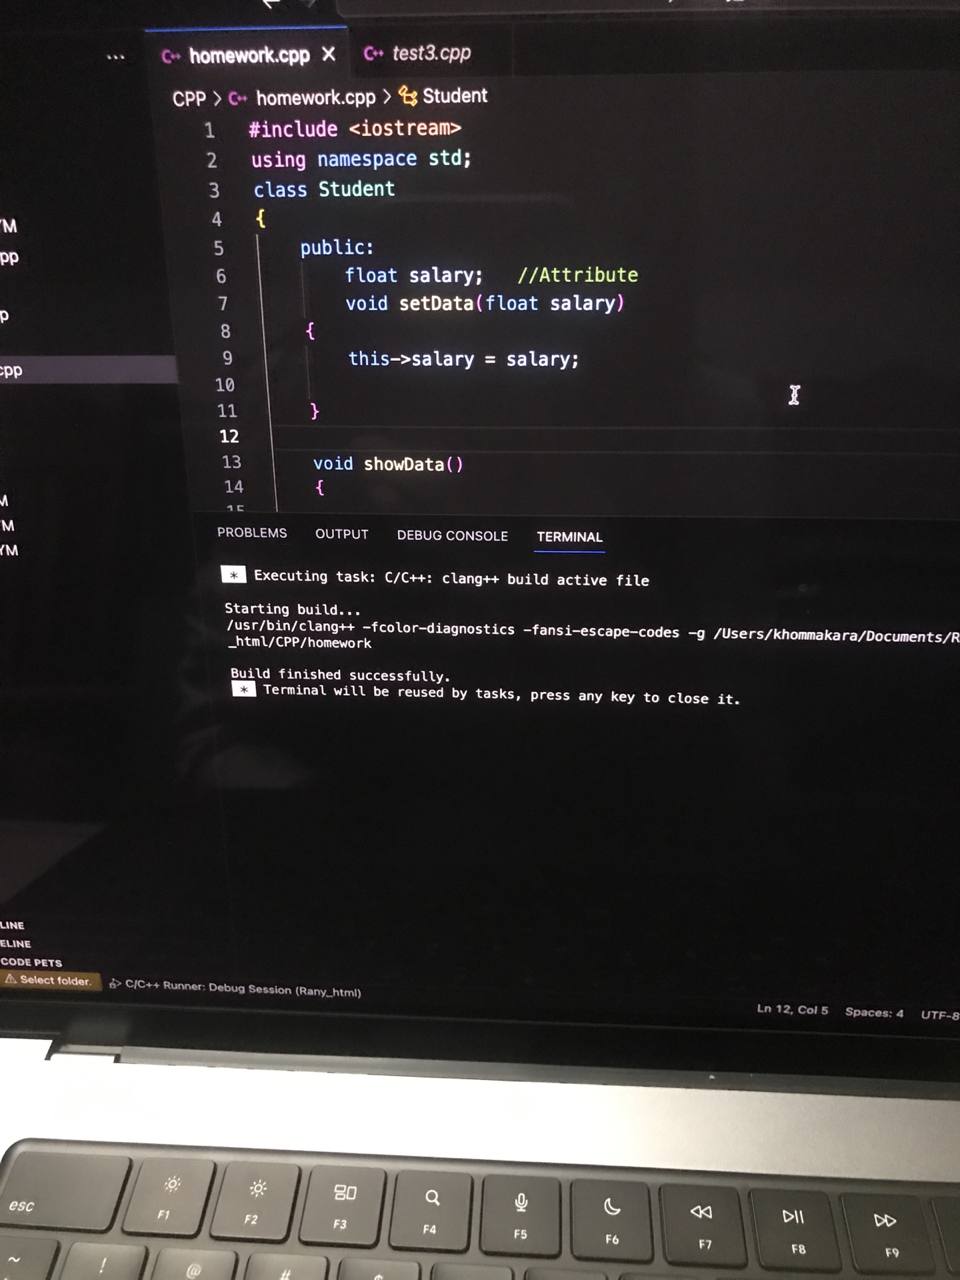 ... homework.cpp X test3.cpp
CPP > homework.cpp > Student
1 #include <iostream>
2 using namespace std;
3 class Student
4 {
5 public:
6 float salary; //Attribute
7 void setData(float salary)
8 {
9 this->salary = salary;
10
11 }
12
13 void showData()
14 {
15
YM
pp
p
cpp
M
YM
YM
PROBLEMS OUTPUT DEBUG CONSOLE TERMINAL
* Executing task: C/C++: clang++ build active file
Starting build...
/usr/bin/clang++ -fcolor-diagnostics -fansi-escape-codes -g /Users/khommakara/Documents/R
_html/CPP/homework
Build finished successfully.
* Terminal will be reused by tasks, press any key to close it.
LINE
ELINE
CODE PETS
Select folder. C/C++ Runner: Debug Session (Rany_html)
Ln 12, Col 5 Spaces: 4 UTF-8
esc F1 F2 F3 F4 F5 F6 F7 F8 F9
~ ! @ # $